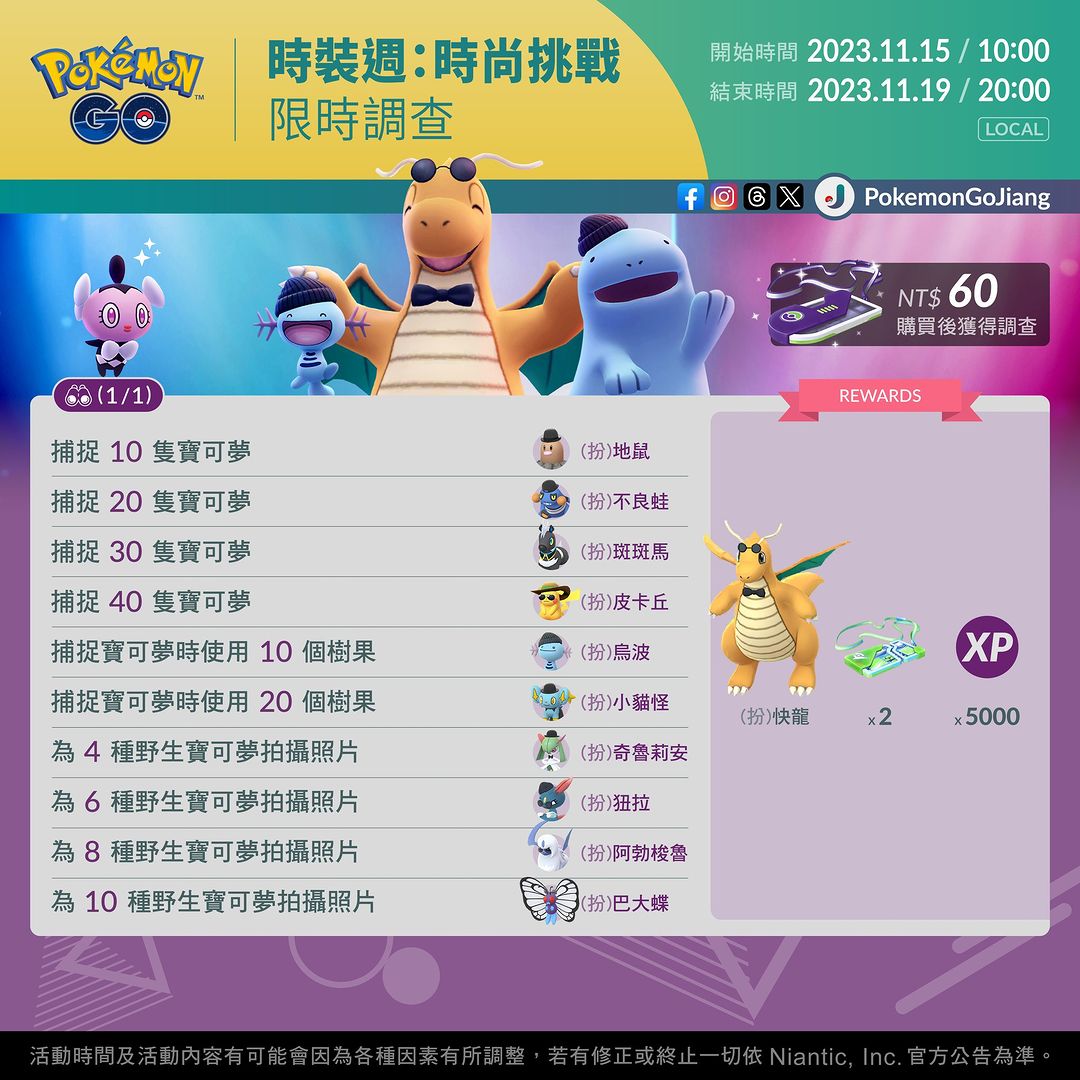 POKÉMON GO™
時裝週：時尚挑戰
限時調查
開始時間 2023.11.15 / 10:00
結束時間 2023.11.19 / 20:00
LOCAL
PokemonGoJiang
NT$ 60
購買後獲得調查
(1/1)
REWARDS
捕捉 10 隻寶可夢 (扮)地鼠
捕捉 20 隻寶可夢 (扮)不良蛙
捕捉 30 隻寶可夢 (扮)斑斑馬
捕捉 40 隻寶可夢 (扮)皮卡丘
捕捉寶可夢時使用 10 個樹果 (扮)烏波
捕捉寶可夢時使用 20 個樹果 (扮)小貓怪
為 4 種野生寶可夢拍攝照片 (扮)奇魯莉安
為 6 種野生寶可夢拍攝照片 (扮)狃拉
為 8 種野生寶可夢拍攝照片 (扮)阿勃梭魯
為 10 種野生寶可夢拍攝照片 (扮)巴大蝶
XP
(扮)快龍 x2 x5000
活動時間及活動內容有可能會因為各種因素有所調整，若有修正或終止一切依 Niantic, Inc. 官方公告為準。